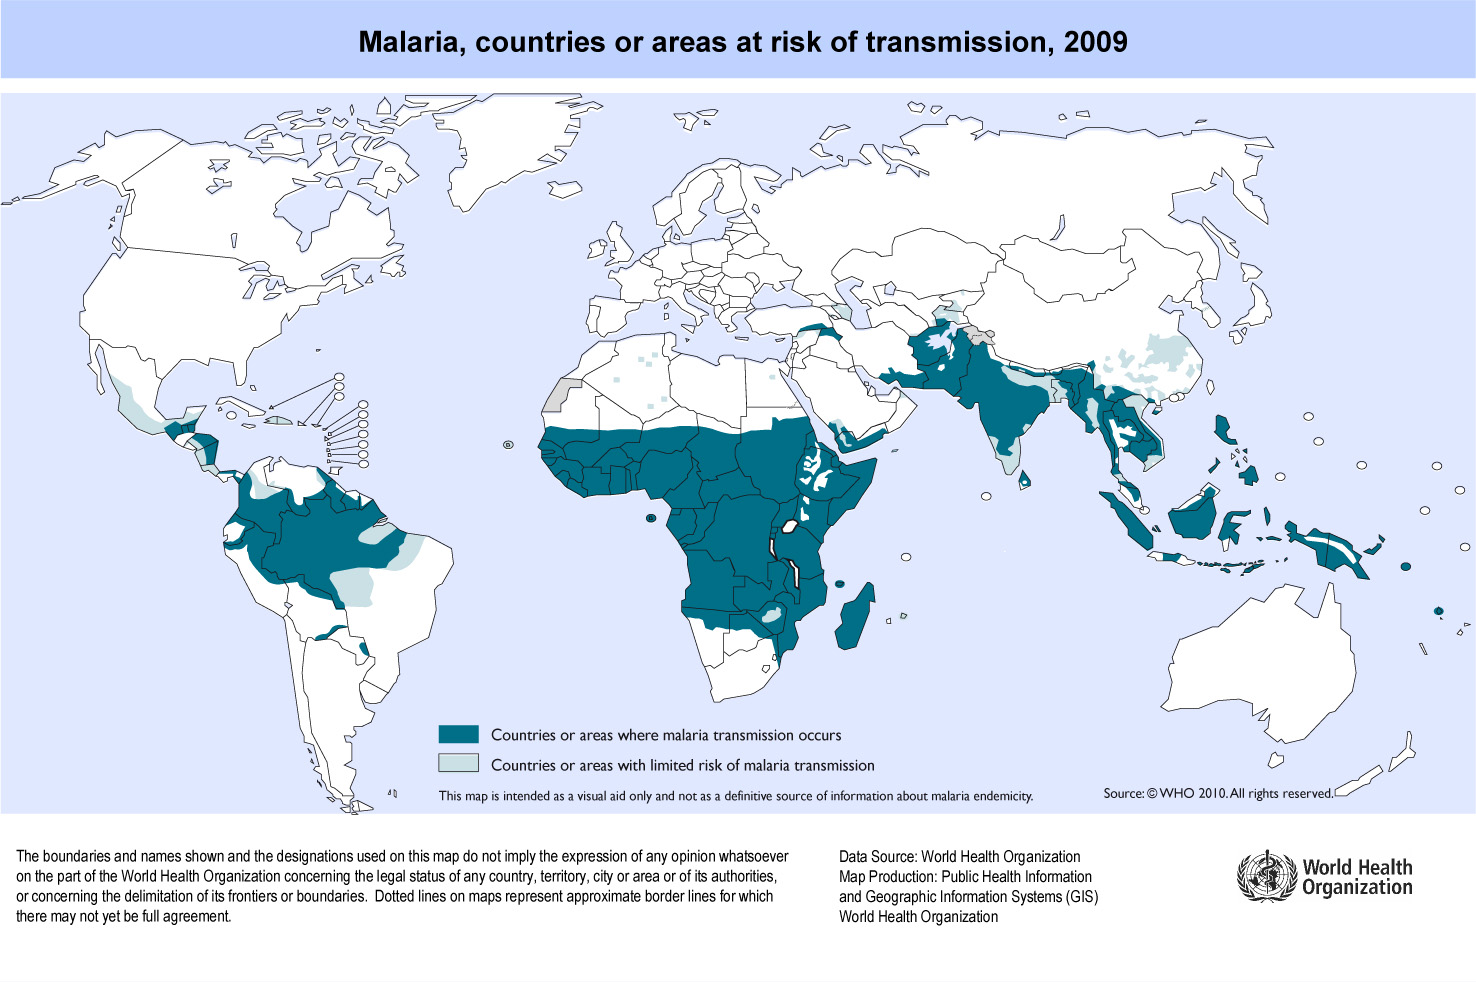 Malaria, countries or areas at risk of transmission, 2009
Countries or areas where malaria transmission occurs
Countries or areas with limited risk of malaria transmission
This map is intended as a visual aid only and not as a definitive source of information about malaria endemicity.
Source: © WHO 2010. All rights reserved.
The boundaries and names shown and the designations used on this map do not imply the expression of any opinion whatsoever
on the part of the World Health Organization concerning the legal status of any country, territory, city or area or of its authorities,
or concerning the delimitation of its frontiers or boundaries. Dotted lines on maps represent approximate border lines for which
there may not yet be full agreement.
Data Source: World Health Organization
Map Production: Public Health Information
and Geographic Information Systems (GIS)
World Health Organization
World Health
Organization